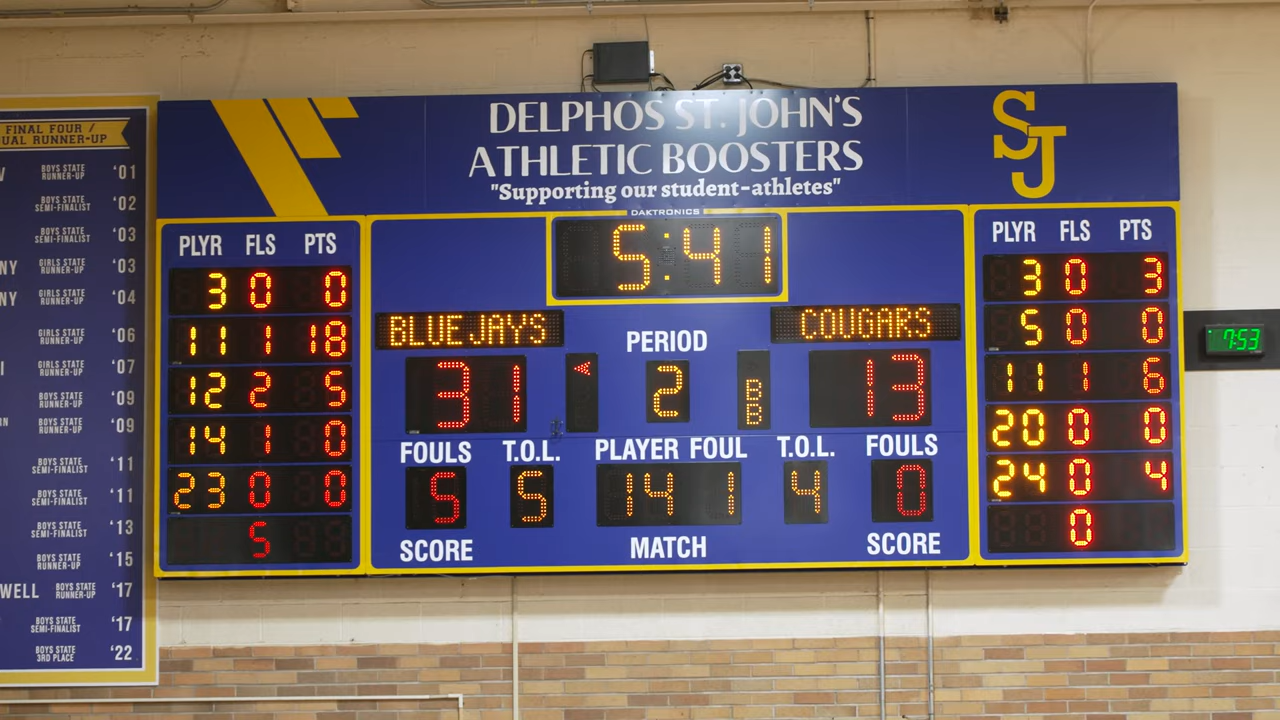 DELPHOS ST. JOHN'S
ATHLETIC BOOSTERS
"Supporting our student-athletes"
SJ
DAKTRONICS
5:41
BLUEJAYS
COUGARS
PERIOD
31
2
BB
13
FOULS T.O.L. PLAYER FOUL T.O.L. FOULS
5 5 14 1 4 0
SCORE MATCH SCORE
PLYR FLS PTS
3 0 0
11 1 18
12 2 5
14 1 0
23 0 0
5
PLYR FLS PTS
3 0 3
5 0 0
11 1 6
20 0 0
24 0 4
0
7:53
FINAL FOUR /
UAL RUNNER-UP
BOYS STATE
RUNNER-UP '01
BOYS STATE
SEMI-FINALIST '02
BOYS STATE
SEMI-FINALIST '03
NY GIRLS STATE
RUNNER-UP '03
NY GIRLS STATE
RUNNER-UP '04
GIRLS STATE
RUNNER-UP '06
GIRLS STATE
RUNNER-UP '07
BOYS STATE
RUNNER-UP '09
BOYS STATE
RUNNER-UP '09
BOYS STATE
SEMI-FINALIST '11
BOYS STATE
SEMI-FINALIST '11
BOYS STATE
SEMI-FINALIST '13
BOYS STATE
RUNNER-UP '15
WELL BOYS STATE
RUNNER-UP '17
BOYS STATE
SEMI-FINALIST '17
BOYS STATE
3RD PLACE '22